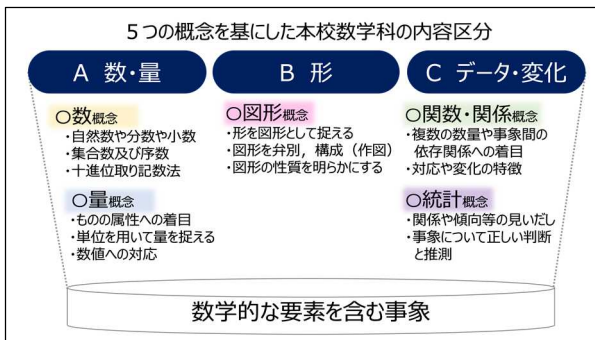 ５つの概念を基にした本校数学科の内容区分
A 数・量
B 形
C データ・変化
〇数概念
・自然数や分数や小数
・集合数及び序数
・十進位取り記数法
〇量概念
・ものの属性への着目
・単位を用いて量を捉える
・数値への対応
〇図形概念
・形を図形として捉える
・図形を弁別，構成（作図）
・図形の性質を明らかにする
〇関数・関係概念
・複数の数量や事象間の
依存関係への着目
・対応や変化の特徴
〇統計概念
・関係や傾向等の見いだし
・事象について正しい判断
と推測
数学的な要素を含む事象